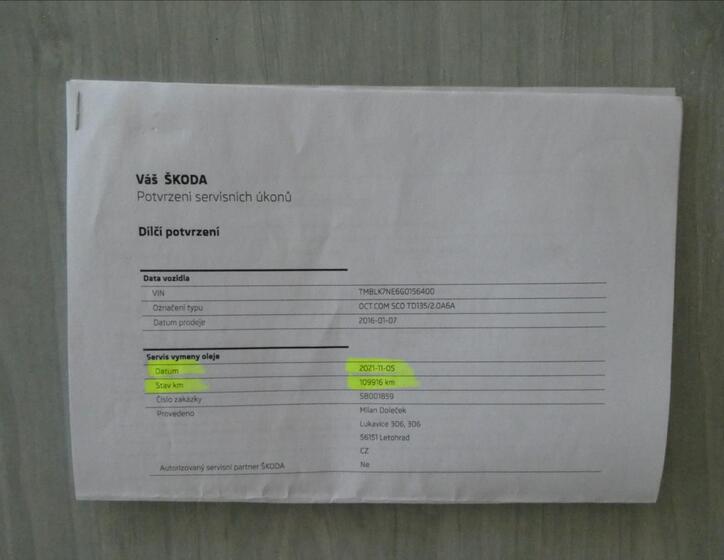 Váš ŠKODA
Potvrzení servisních úkonů
Dílčí potvrzení
Data vozidla
VIN TMBLK7NE6G0156400
Označení typu OCT.COM SCO TD135/2.0A6A
Datum prodeje 2016-01-07
Servis vymeny oleje
Datum 2021-11-05
Stav km 109916 km
Číslo zakázky SB001859
Provedeno Milan Doleček
Lukavice 306, 306
56151 Letohrad
CZ
Autorizovaný servisní partner ŠKODA Ne